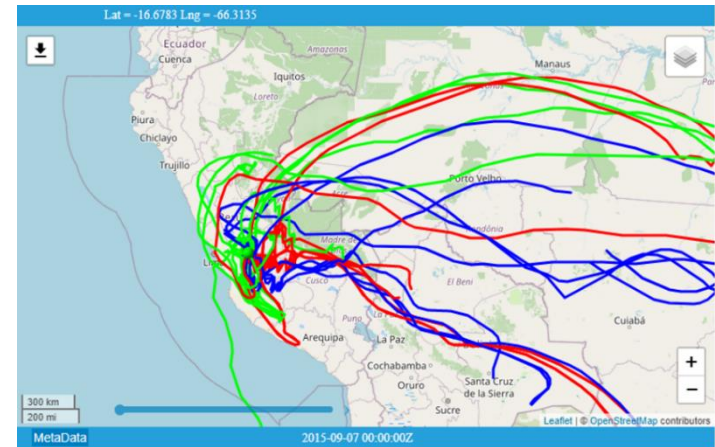 Lat = -16.6783 Lng = -66.3135
Ecuador
Cuenca
Amazonas
Manaus
Iquitos
Loreto
Piura
Chiclayo
Trujillo
Porto Velho
Acre
Rondônia
Madre de
Cusco
El Beni
Cuiabá
Puno
Arequipa
La Paz
Cochabamba
Oruro
Santa Cruz
de la Sierra
Sucre
+
−
300 km
200 mi
Leaflet | © OpenStreetMap contributors
MetaData
2015-09-07 00:00:00Z